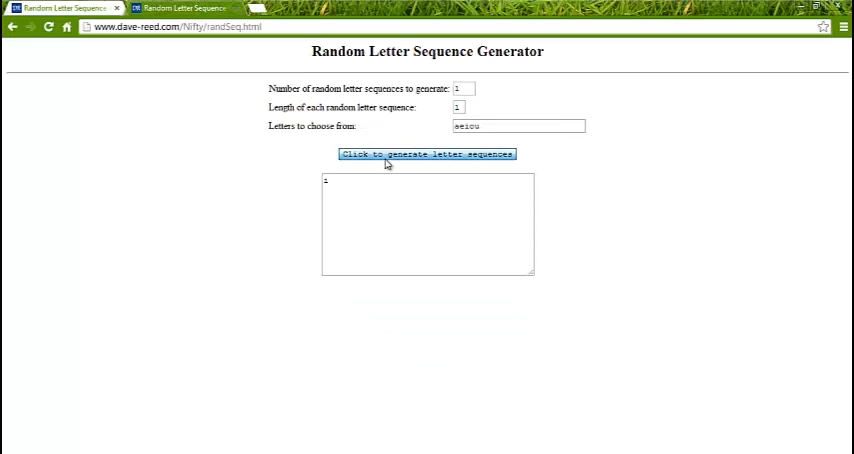 Random Letter Sequence
Random Letter Sequence
www.dave-reed.com/Nifty/randSeq.html
Random Letter Sequence Generator
Number of random letter sequences to generate: 1
Length of each random letter sequence: 1
Letters to choose from: aeiou
Click to generate letter sequences
i